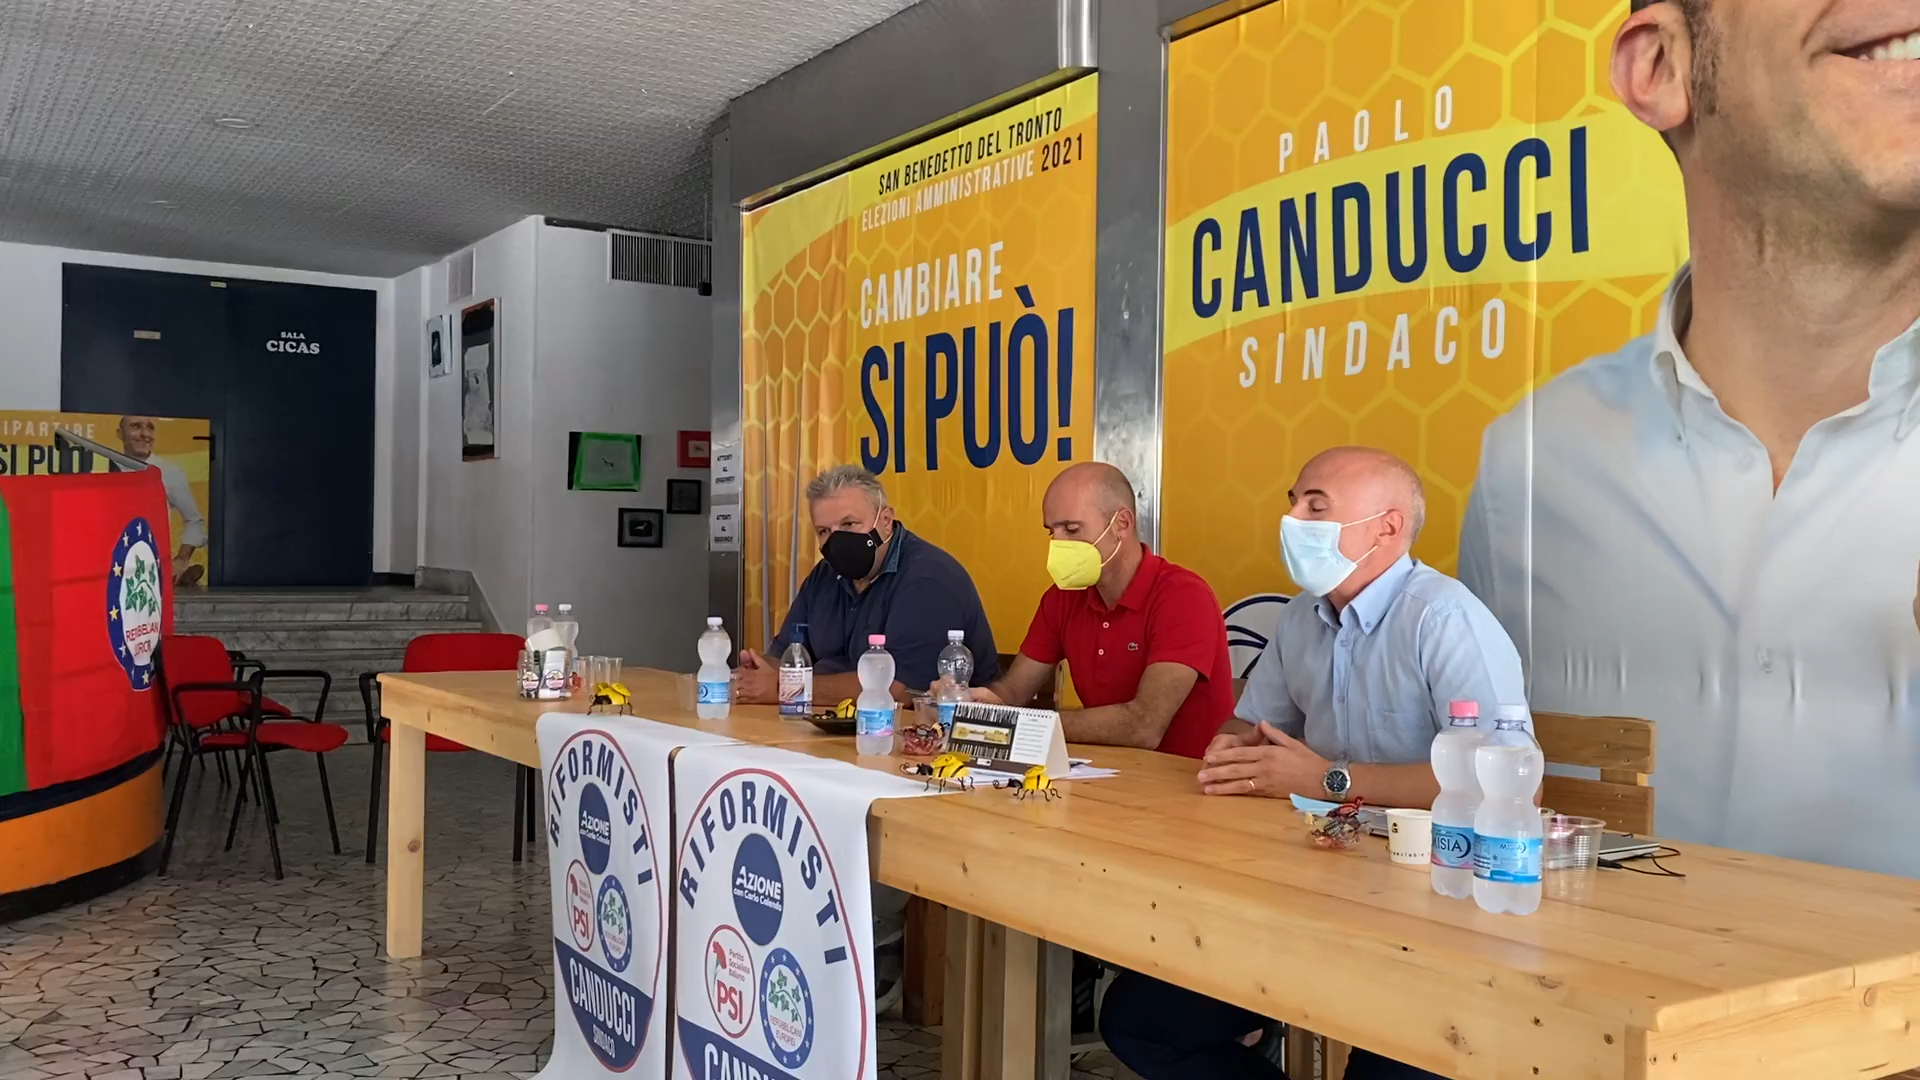 SAN BENEDETTO DEL TRONTO
ELEZIONI AMMINISTRATIVE 2021
CAMBIARE
SI PUÒ!
PAOLO
CANDUCCI
SINDACO
SALA
CICAS
IPARTIRE
SI PUÒ
RIFORMISTI
AZIONE
con Carlo Calenda
PSI
CANDUCCI
SINDACO
RIFORMISTI
AZIONE
con Carlo Calenda
Partito
Socialista
Italiano
PSI
REPUBBLICANI
EUROPEI
MISIA